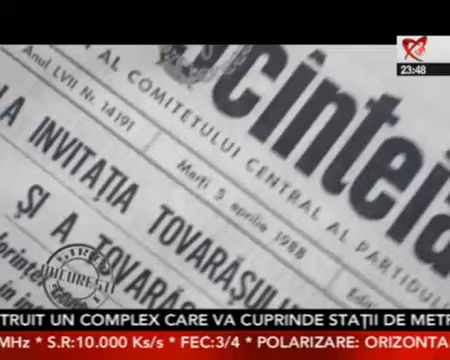 Scînteia
AL COMITETULUI CENTRAL AL PARTIDULUI
Anul LVII Nr. 14191
Marți 5 aprilie 1988
LA INVITAȚIA TOVARĂȘULUI
ȘI A TOVARĂȘ
23:48
BUCUREȘTI
TRUIT UN COMPLEX CARE VA CUPRINDE STAȚII DE METR
MHz * S.R:10.000 Ks/s * FEC:3/4 * POLARIZARE: ORIZONTA